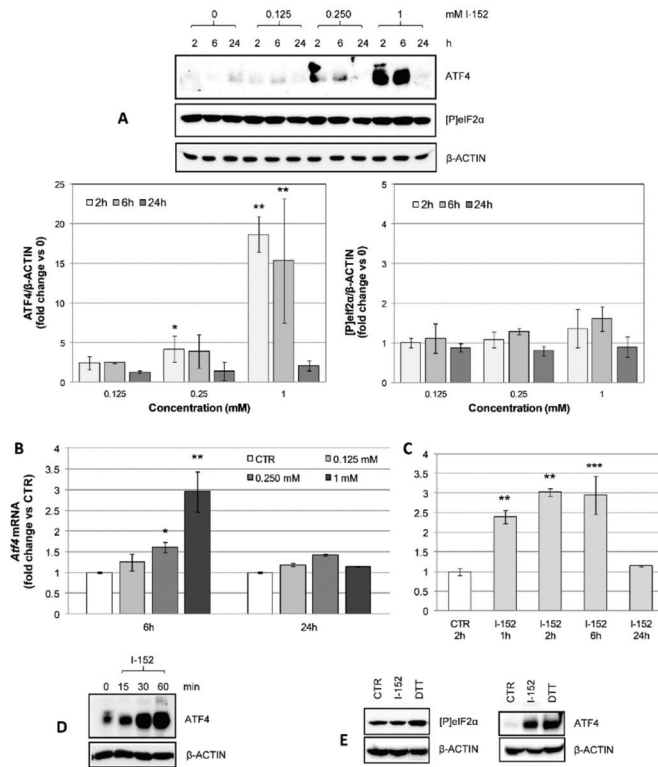 0 0.125 0.250 1 mM I-152
2 6 24 2 6 24 2 6 24 2 6 24 h
ATF4
A
[P]eIF2α
β-ACTIN
ATF4/β-ACTIN
(fold change vs 0)
25
20
15
10
5
0
2h 6h 24h
*
**
**
0.125 0.25 1
Concentration (mM)
[P]eIf2α/β-ACTIN
(fold change vs 0)
5
4
3
2
1
0
2h 6h 24h
0.125 0.25 1
Concentration (mM)
B
Atf4 mRNA
(fold change vs CTR)
4
3.5
3
2.5
2
1.5
1
0.5
0
CTR 0.125 mM
0.250 mM 1 mM
*
**
6h 24h
C
4
3.5
3
2.5
2
1.5
1
0.5
0
** ** ***
CTR I-152 I-152 I-152 I-152
2h 1h 2h 6h 24h
D
I-152
0 15 30 60 min
ATF4
β-ACTIN
E
CTR I-152 DTT
[P]eIF2α
β-ACTIN
CTR I-152 DTT
ATF4
β-ACTIN